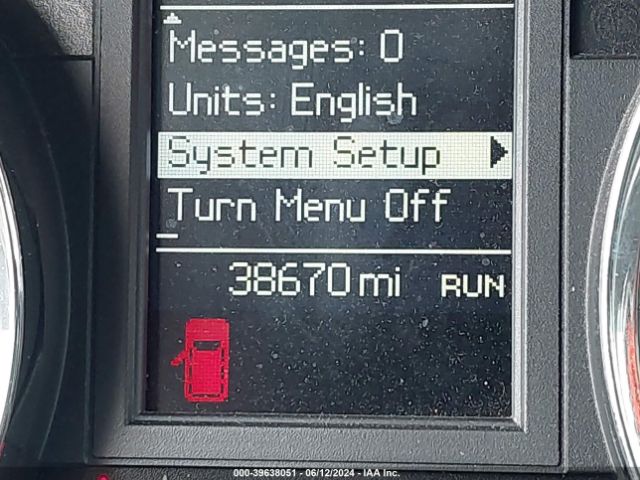 Messages: 0
Units: English
System Setup
Turn Menu Off
38670 mi RUN
000-39638051 - 06/12/2024 - IAA Inc.